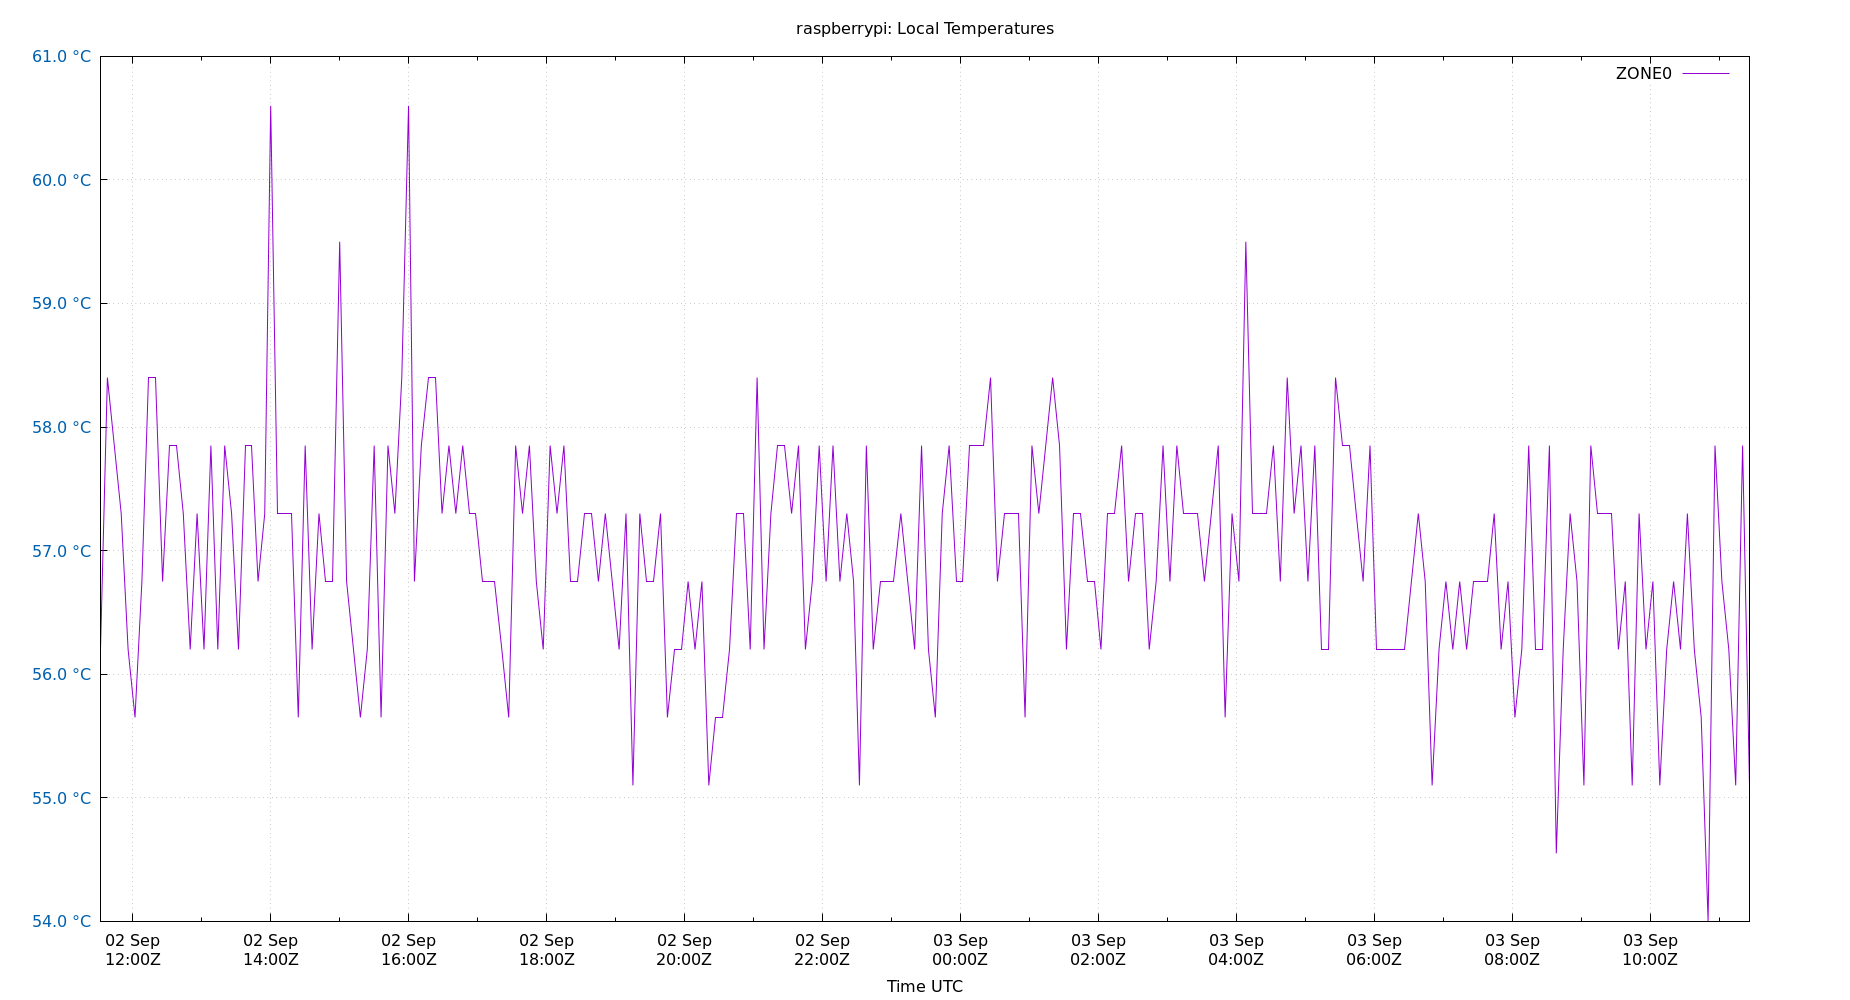 raspberrypi: Local Temperatures
61.0 °C
60.0 °C
59.0 °C
58.0 °C
57.0 °C
56.0 °C
55.0 °C
54.0 °C
ZONE0
02 Sep 02 Sep 02 Sep 02 Sep 02 Sep 02 Sep 03 Sep 03 Sep 03 Sep 03 Sep 03 Sep 03 Sep
12:00Z 14:00Z 16:00Z 18:00Z 20:00Z 22:00Z 00:00Z 02:00Z 04:00Z 06:00Z 08:00Z 10:00Z
Time UTC